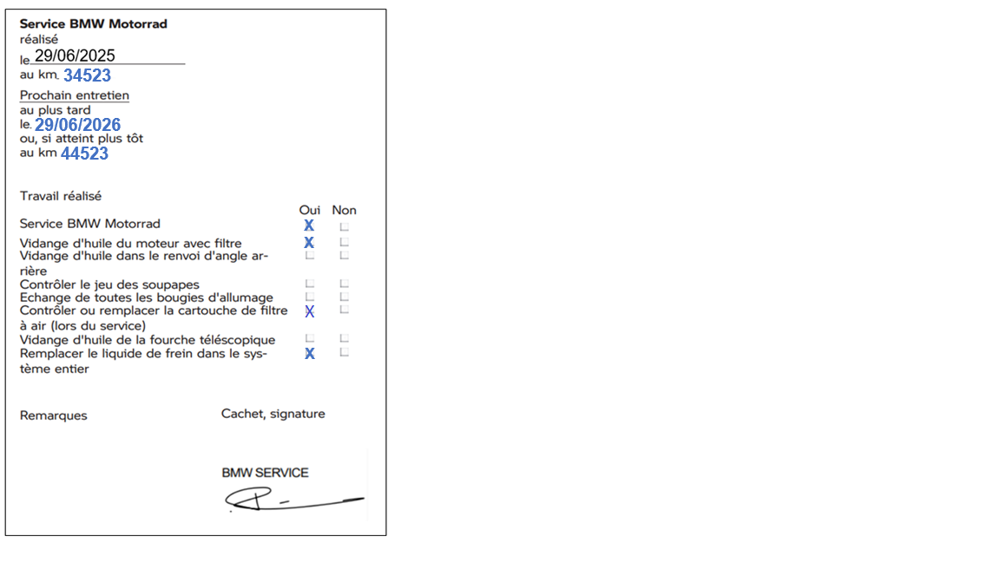 Service BMW Motorrad
réalisé
le 29/06/2025
au km. 34523
Prochain entretien
au plus tard
le. 29/06/2026
ou, si atteint plus tôt
au km 44523
Travail réalisé
Oui Non
Service BMW Motorrad X
Vidange d'huile du moteur avec filtre X
Vidange d'huile dans le renvoi d'angle ar-
rière
Contrôler le jeu des soupapes
Echange de toutes les bougies d'allumage
Contrôler ou remplacer la cartouche de filtre X
à air (lors du service)
Vidange d'huile de la fourche téléscopique
Remplacer le liquide de frein dans le sys- X
tème entier
Remarques Cachet, signature
BMW SERVICE